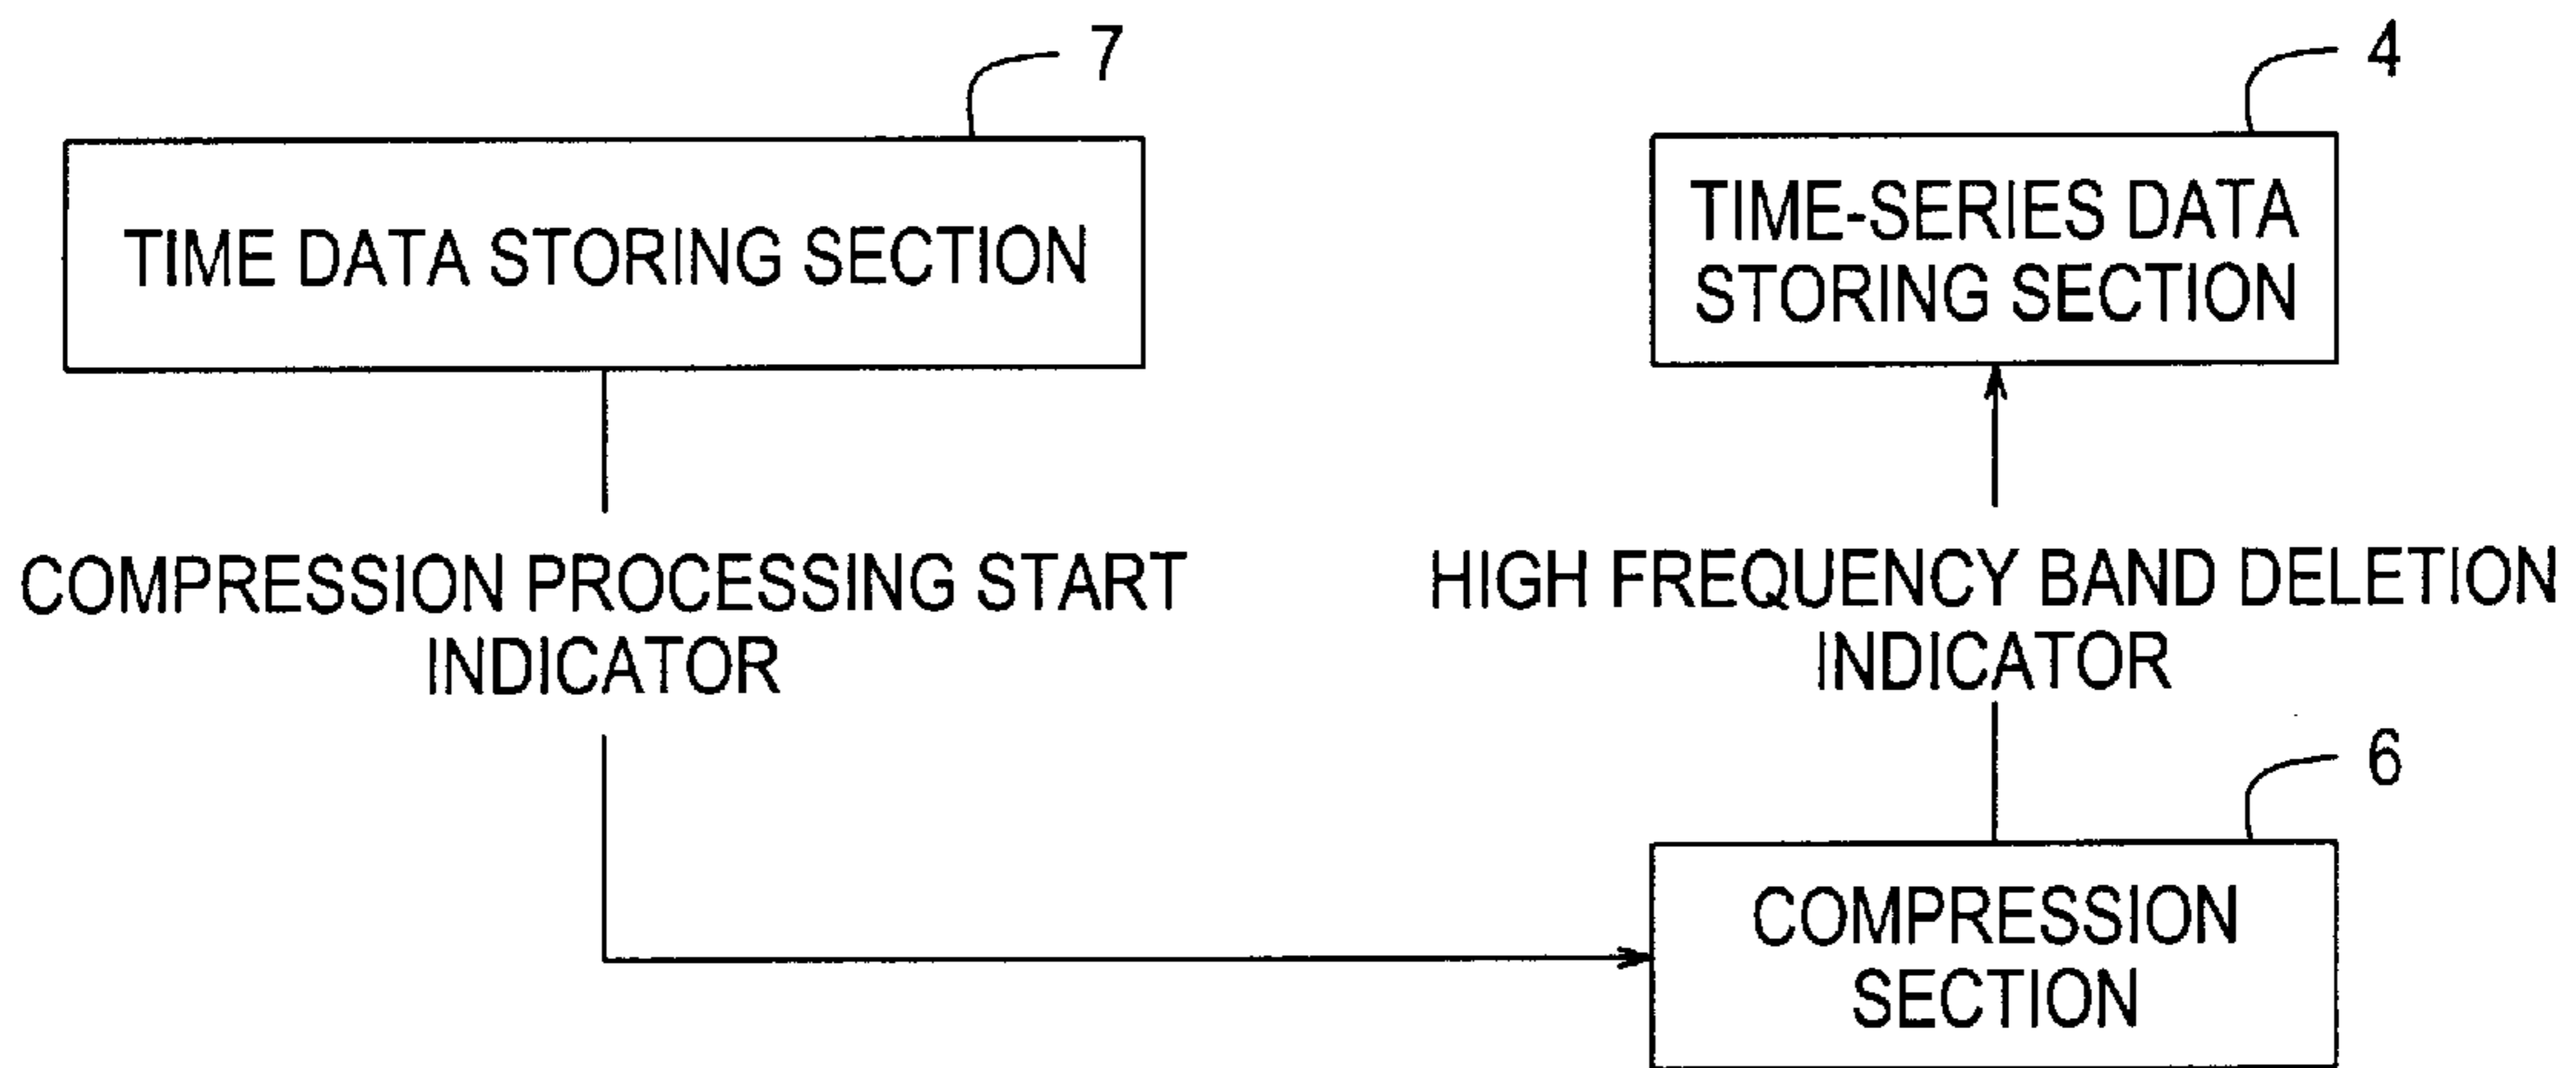 7
TIME DATA STORING SECTION
4
TIME-SERIES DATA
STORING SECTION
COMPRESSION PROCESSING START
INDICATOR
HIGH FREQUENCY BAND DELETION
INDICATOR
6
COMPRESSION
SECTION